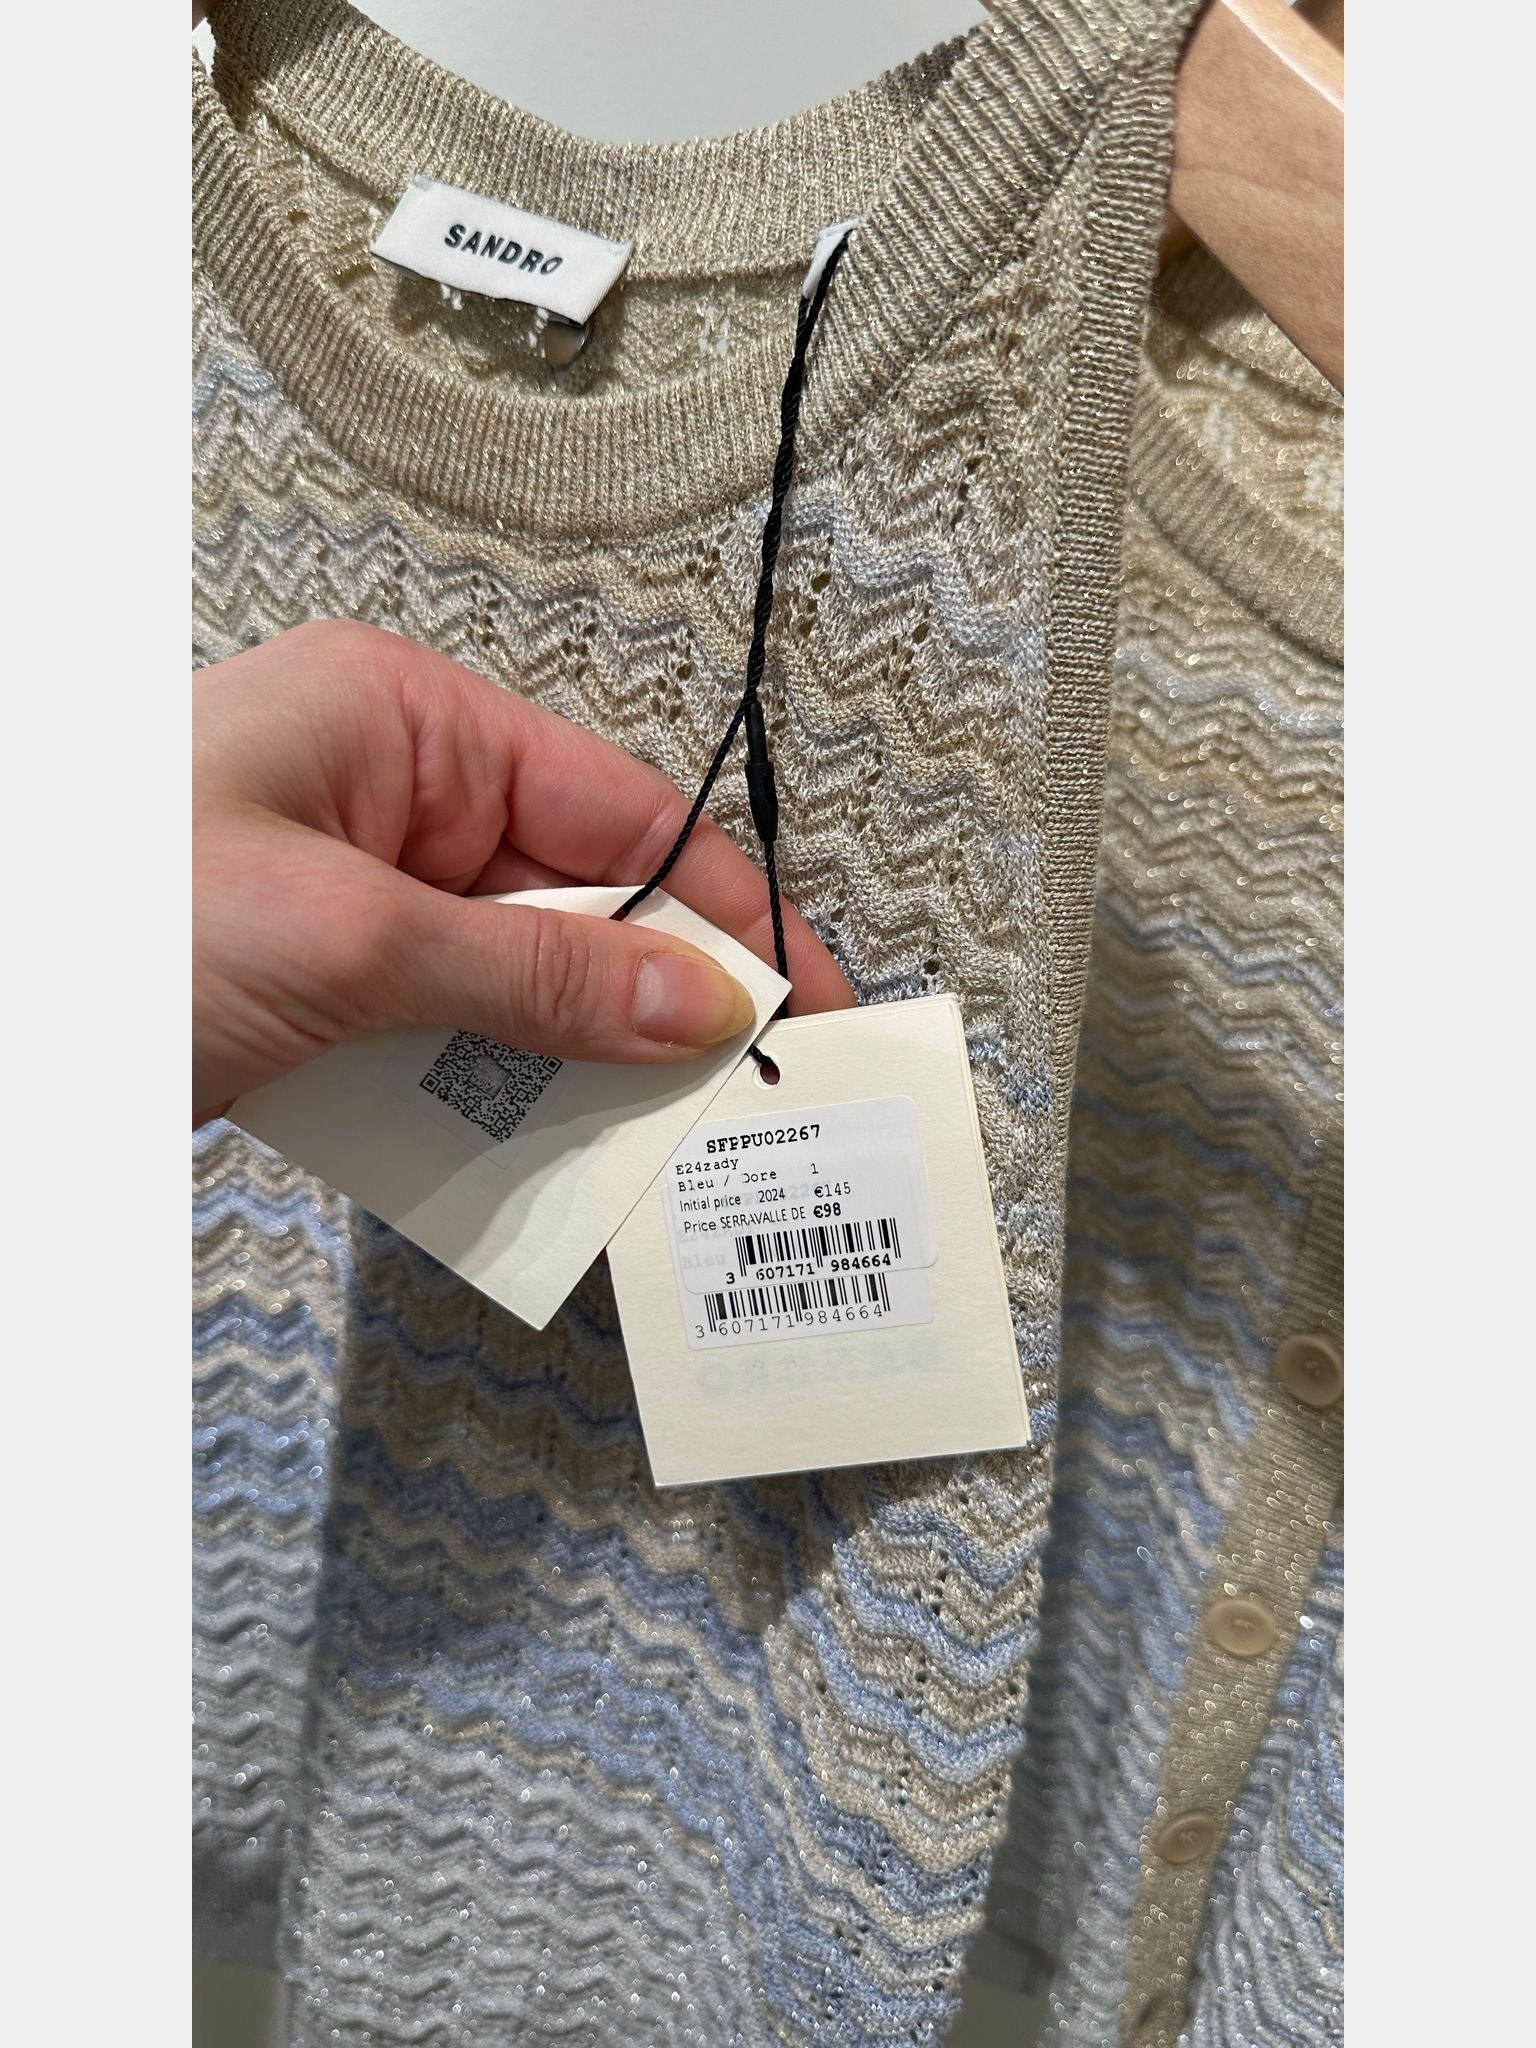 SANDRO
SFPPU02267
E24zady
Bleu / Dore 1
Initial price 2024 €145
Price SERRAVALLE DE €98
Bleu
3 607171 984664
3 607171 984664